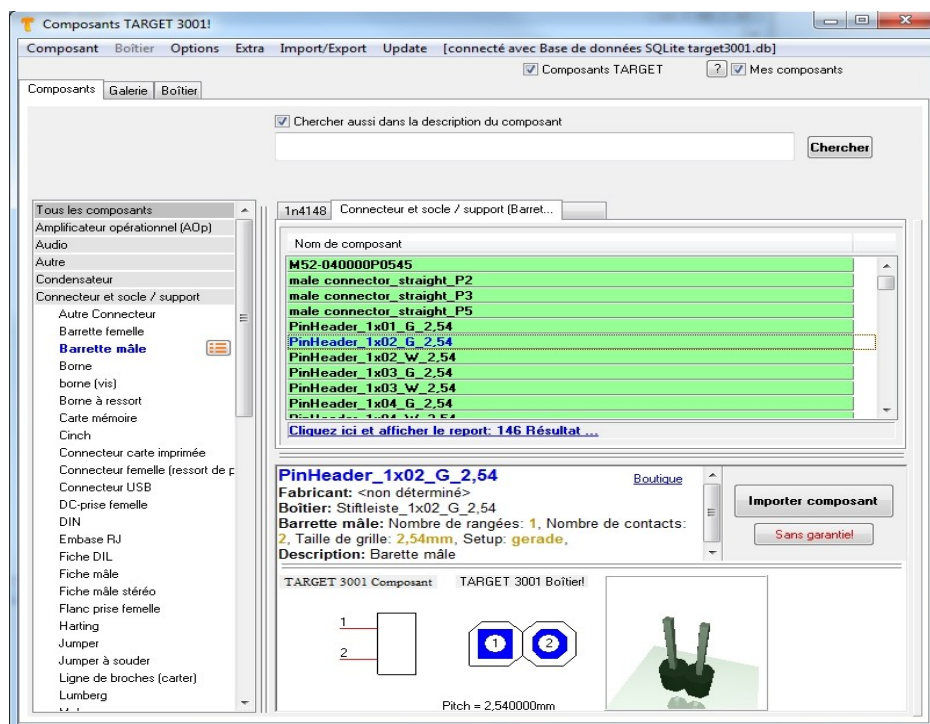 Composants TARGET 3001!
Composant Boîtier Options Extra Import/Export Update [connecté avec Base de données SQLite target3001.db]
Composants TARGET ? Mes composants
Composants Galerie Boîtier
Chercher aussi dans la description du composant
Chercher
Tous les composants
Amplificateur opérationnel (AOp)
Audio
Autre
Condensateur
Connecteur et socle / support
Autre Connecteur
Barrette femelle
Barrette mâle
Borne
borne (vis)
Borne à ressort
Carte mémoire
Cinch
Connecteur carte imprimée
Connecteur femelle (ressort de p
Connecteur USB
DC-prise femelle
DIN
Embase RJ
Fiche DIL
Fiche mâle
Fiche mâle stéréo
Flanc prise femelle
Harting
Jumper
Jumper à souder
Ligne de broches (carter)
Lumberg
1n4148 Connecteur et socle / support (Barret...
Nom de composant
M52-040000P0545
male connector_straight_P2
male connector_straight_P3
male connector_straight_P5
PinHeader_1x01_G_2,54
PinHeader_1x02_G_2,54
PinHeader_1x02_W_2,54
PinHeader_1x03_G_2,54
PinHeader_1x03_W_2,54
PinHeader_1x04_G_2,54
PinHeader_1x04_W_2,54
Cliquez ici et afficher le report: 146 Résultat ...
PinHeader_1x02_G_2,54 Boutique
Fabricant: <non déterminé>
Boîtier: Stiftleiste_1x02_G_2,54
Barrette mâle: Nombre de rangées: 1, Nombre de contacts:
2, Taille de grille: 2,54mm, Setup: gerade,
Description: Barette mâle
Importer composant
Sans garantie!
TARGET 3001 Composant TARGET 3001 Boîtier!
1
2
1 2
Pitch = 2,540000mm